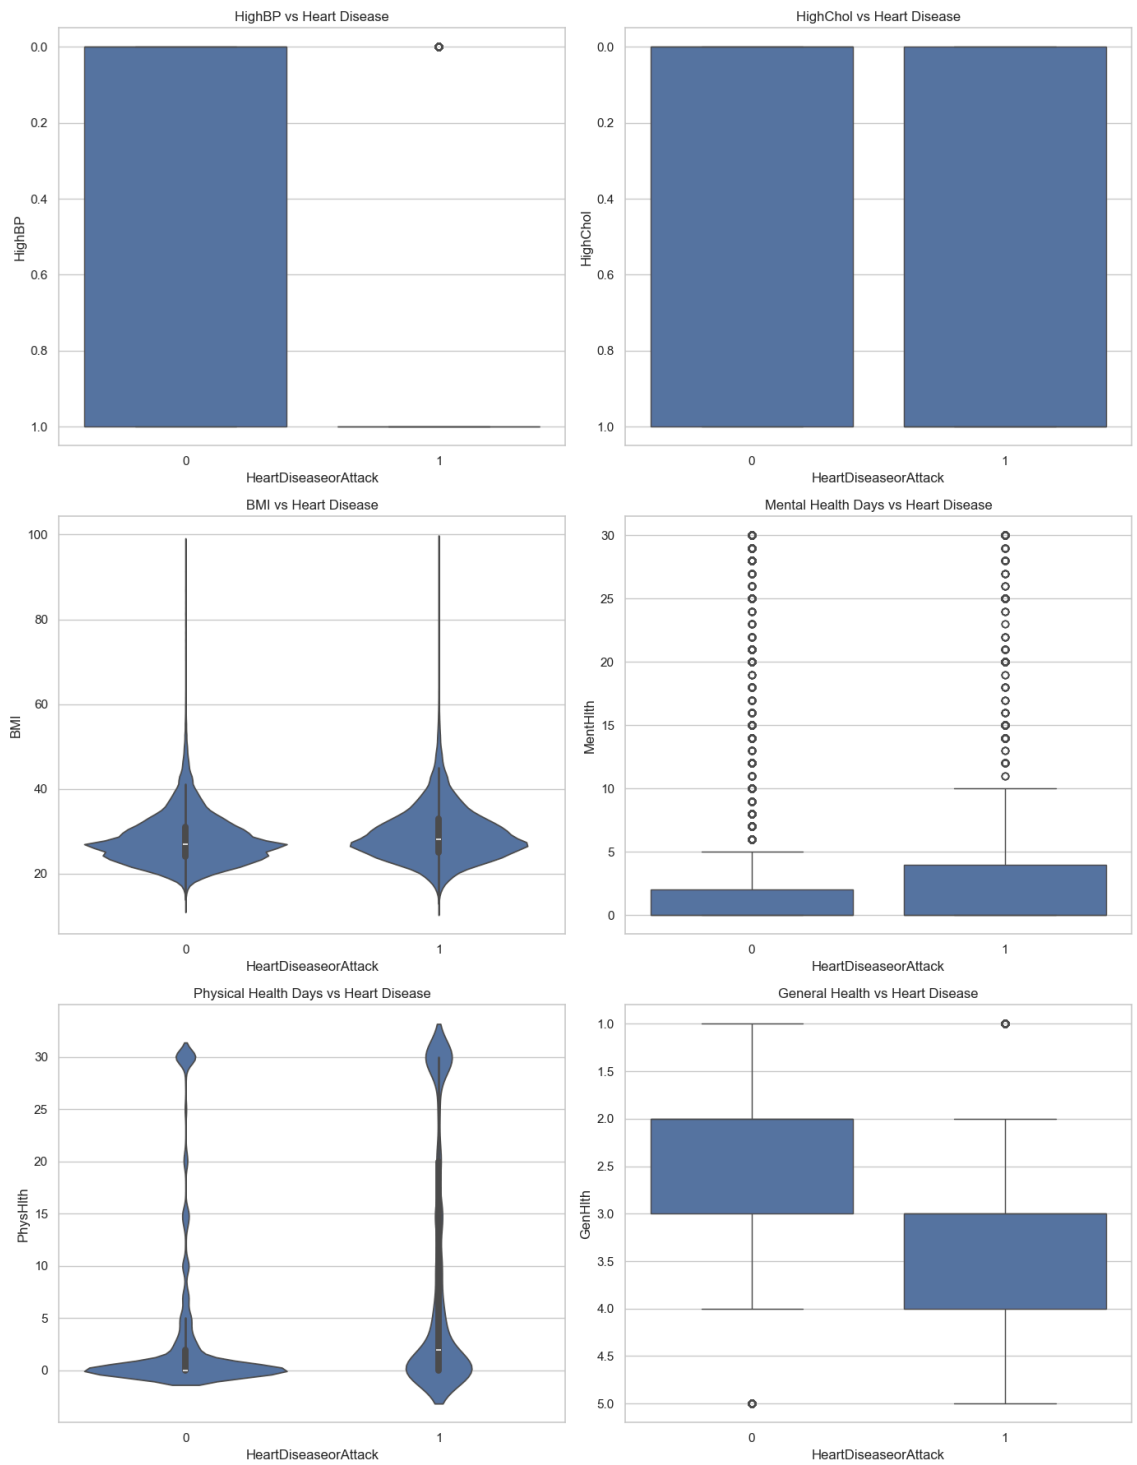 HighBP vs Heart Disease
0.0
0.2
0.4
0.6
0.8
1.0
HighBP
0 1
HeartDiseaseorAttack
HighChol vs Heart Disease
0.0
0.2
0.4
0.6
0.8
1.0
HighChol
0 1
HeartDiseaseorAttack
BMI vs Heart Disease
100
80
60
40
20
BMI
0 1
HeartDiseaseorAttack
Mental Health Days vs Heart Disease
30
25
20
15
10
5
0
MentHlth
0 1
HeartDiseaseorAttack
Physical Health Days vs Heart Disease
30
25
20
15
10
5
0
PhysHlth
0 1
HeartDiseaseorAttack
General Health vs Heart Disease
1.0
1.5
2.0
2.5
3.0
3.5
4.0
4.5
5.0
GenHlth
0 1
HeartDiseaseorAttack